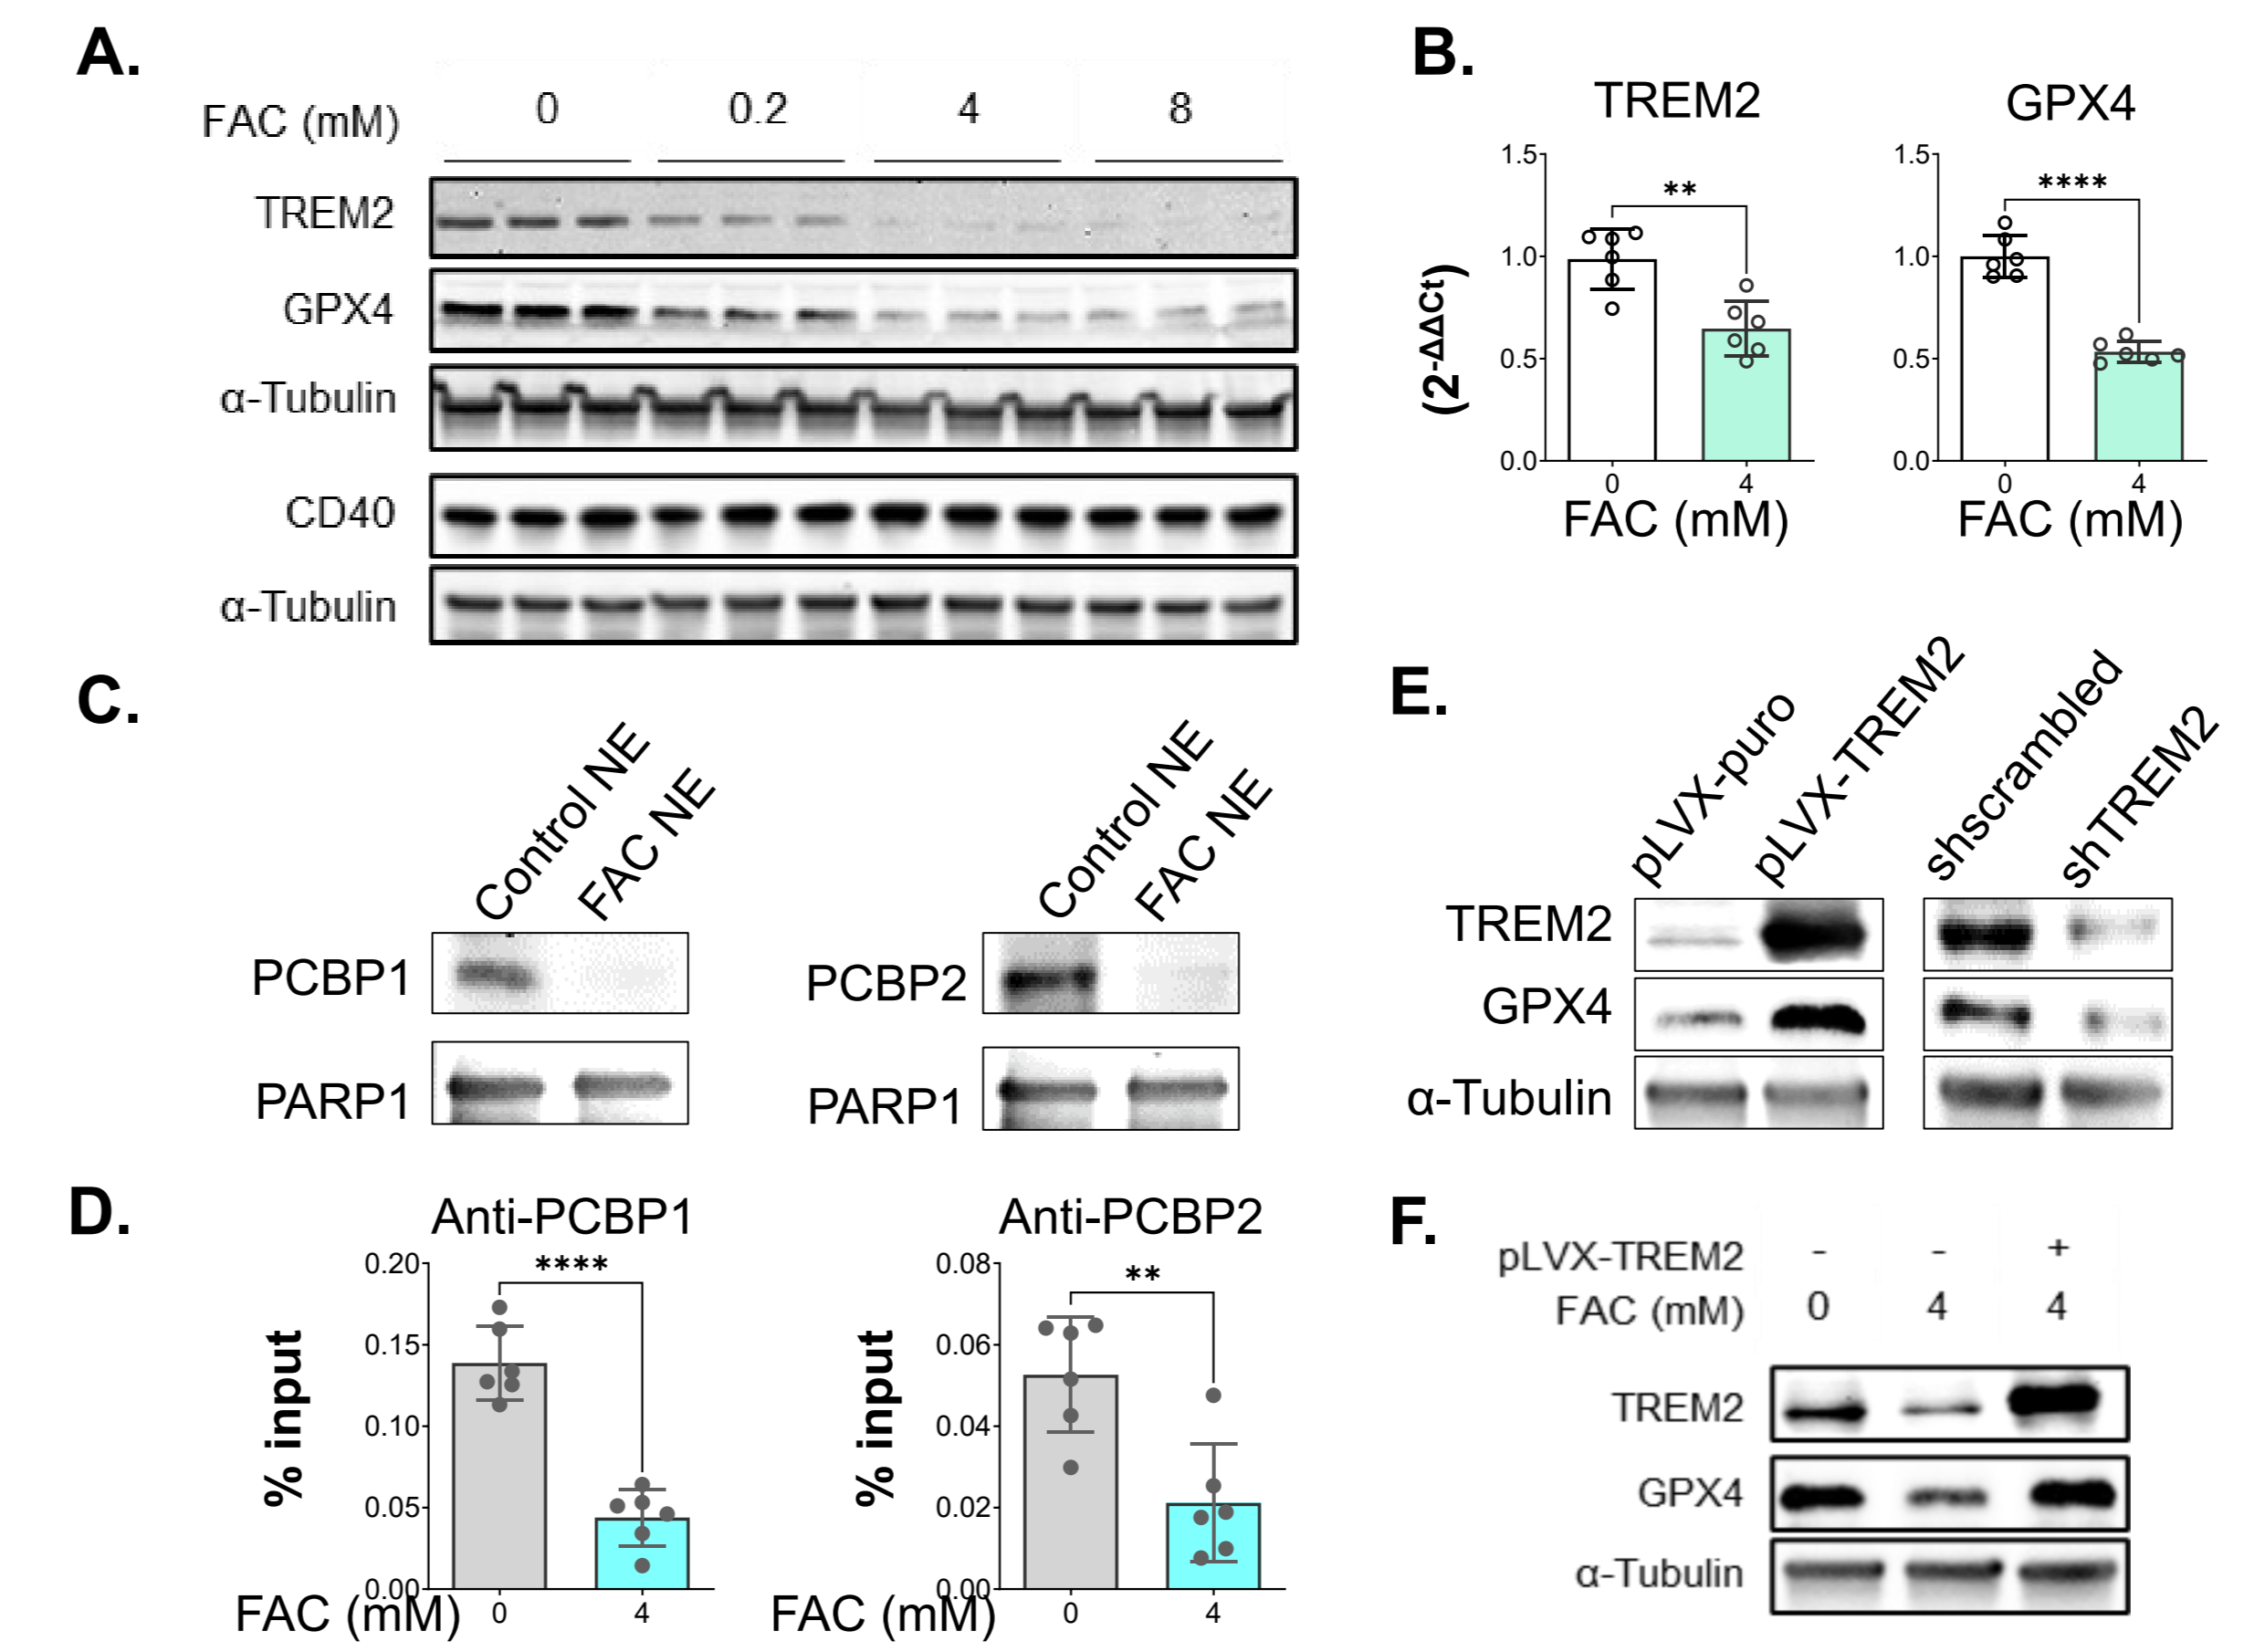 A.
FAC (mM) 0 0.2 4 8
TREM2
GPX4
α-Tubulin
CD40
α-Tubulin
B.
TREM2
**
1.5
1.0
0.5
0.0
(2-ΔΔCt)
0 4
FAC (mM)
GPX4
****
1.5
1.0
0.5
0.0
0 4
FAC (mM)
C.
Control NE
FAC NE
PCBP1
PARP1
Control NE
FAC NE
PCBP2
PARP1
D.
Anti-PCBP1
****
0.20
0.15
0.10
0.05
0.00
% input
FAC (mM) 0 4
Anti-PCBP2
**
0.08
0.06
0.04
0.02
0.00
% input
FAC (mM) 0 4
E.
pLVX-puro
pLVX-TREM2
shscrambled
shTREM2
TREM2
GPX4
α-Tubulin
F.
pLVX-TREM2 - - +
FAC (mM) 0 4 4
TREM2
GPX4
α-Tubulin